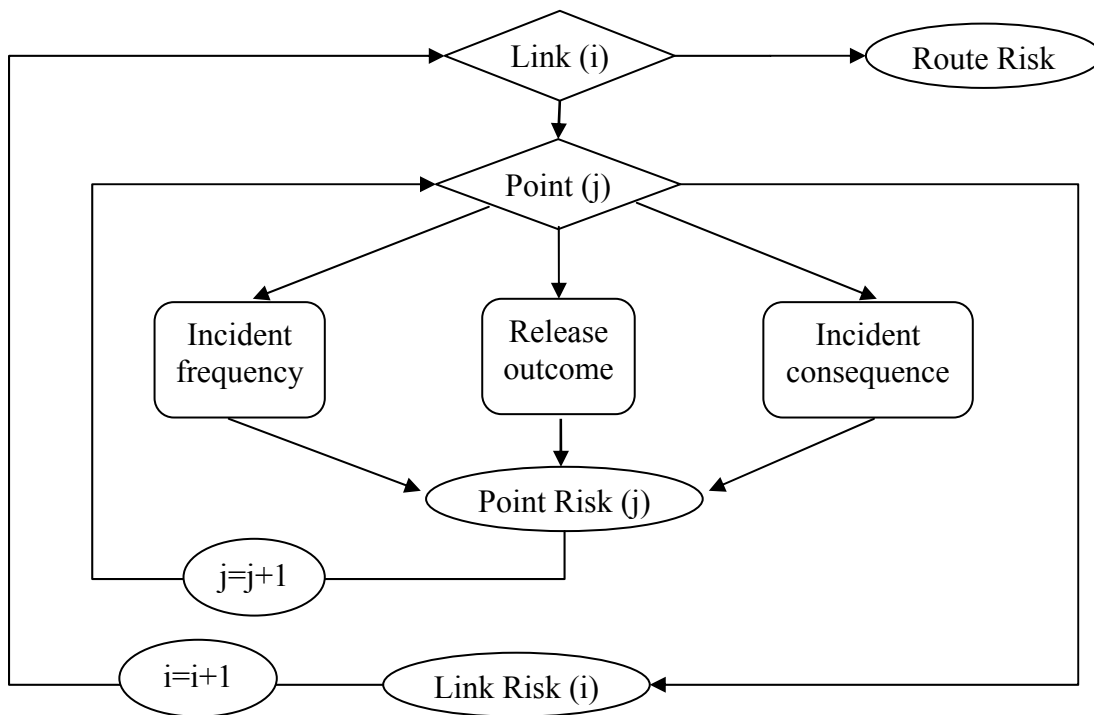 Link (i)
Route Risk
Point (j)
Incident
frequency
Release
outcome
Incident
consequence
Point Risk (j)
j=j+1
i=i+1
Link Risk (i)